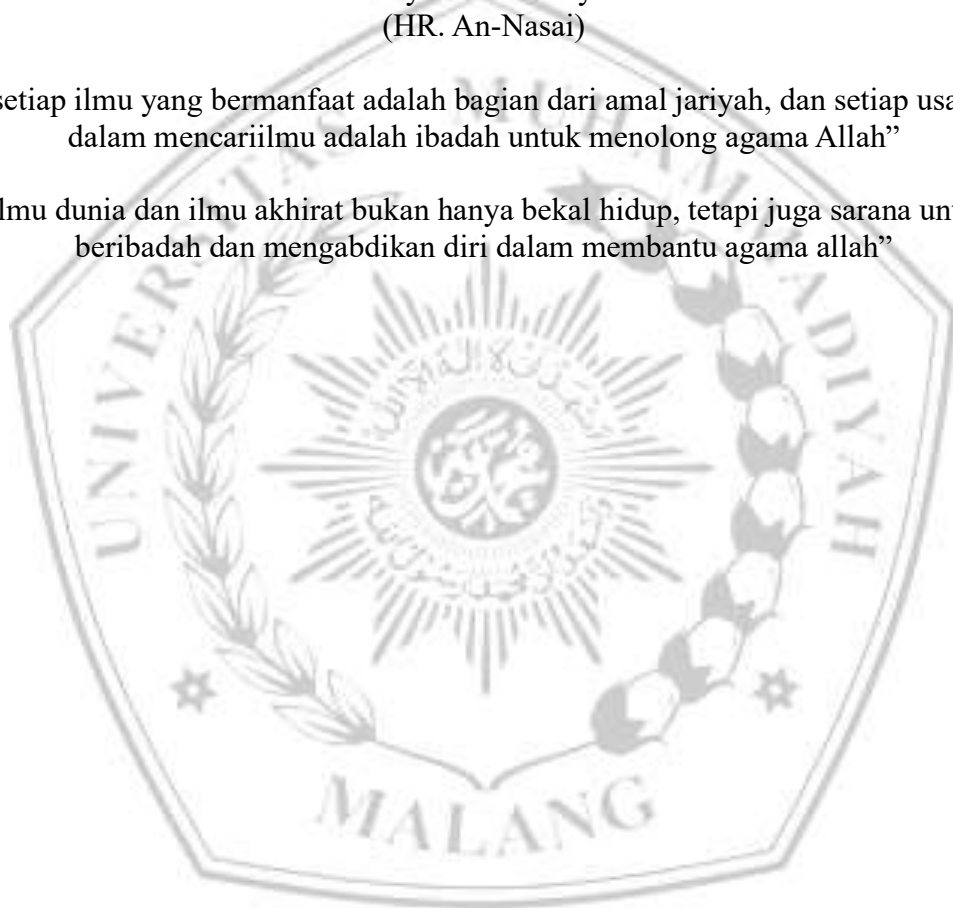 (HR. An-Nasai)
setiap ilmu yang bermanfaat adalah bagian dari amal jariyah, dan setiap usa
dalam mencariilmu adalah ibadah untuk menolong agama Allah”
lmu dunia dan ilmu akhirat bukan hanya bekal hidup, tetapi juga sarana un
beribadah dan mengabdikan diri dalam membantu agama allah”
UNIVERSITAS MUHAMMADIYAH
MALANG